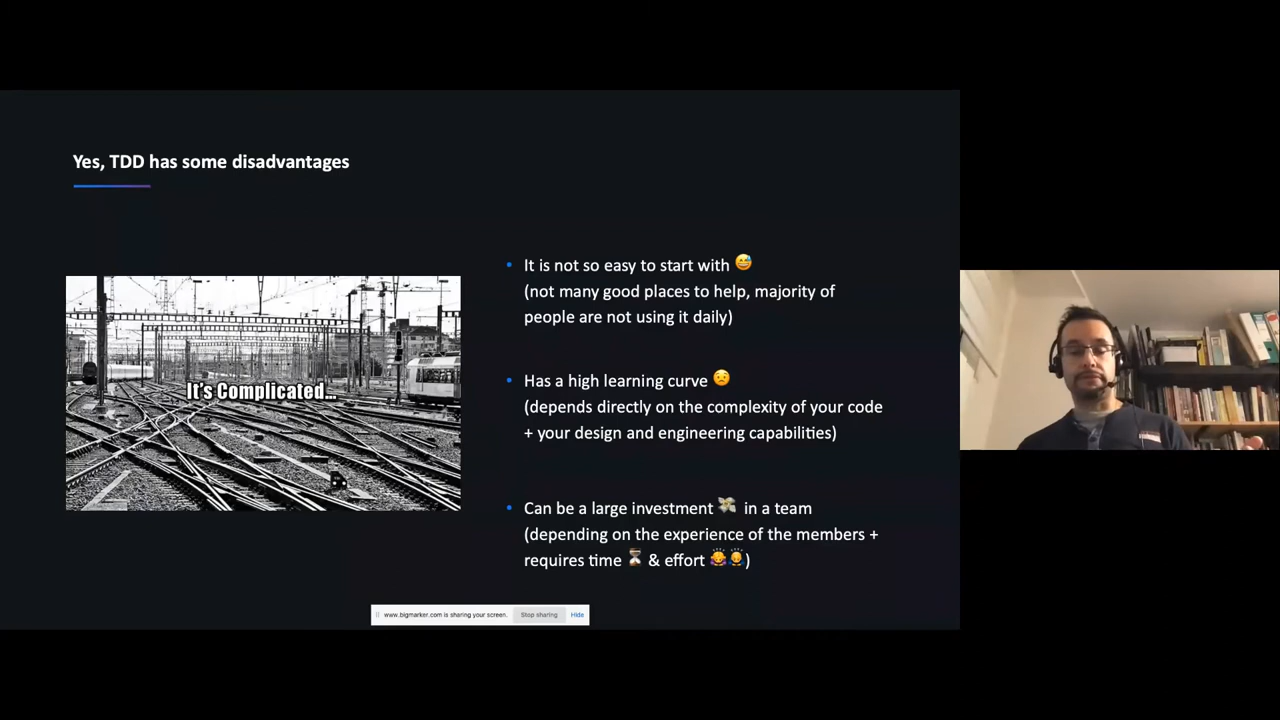 Yes, TDD has some disadvantages
It's Complicated...
• It is not so easy to start with 😅
(not many good places to help, majority of
people are not using it daily)
• Has a high learning curve 😟
(depends directly on the complexity of your code
+ your design and engineering capabilities)
• Can be a large investment 💸 in a team
(depending on the experience of the members +
requires time ⏳ & effort 🙇‍♀️🙇‍♂️)
www.bigmarker.com is sharing your screen. Stop sharing Hide